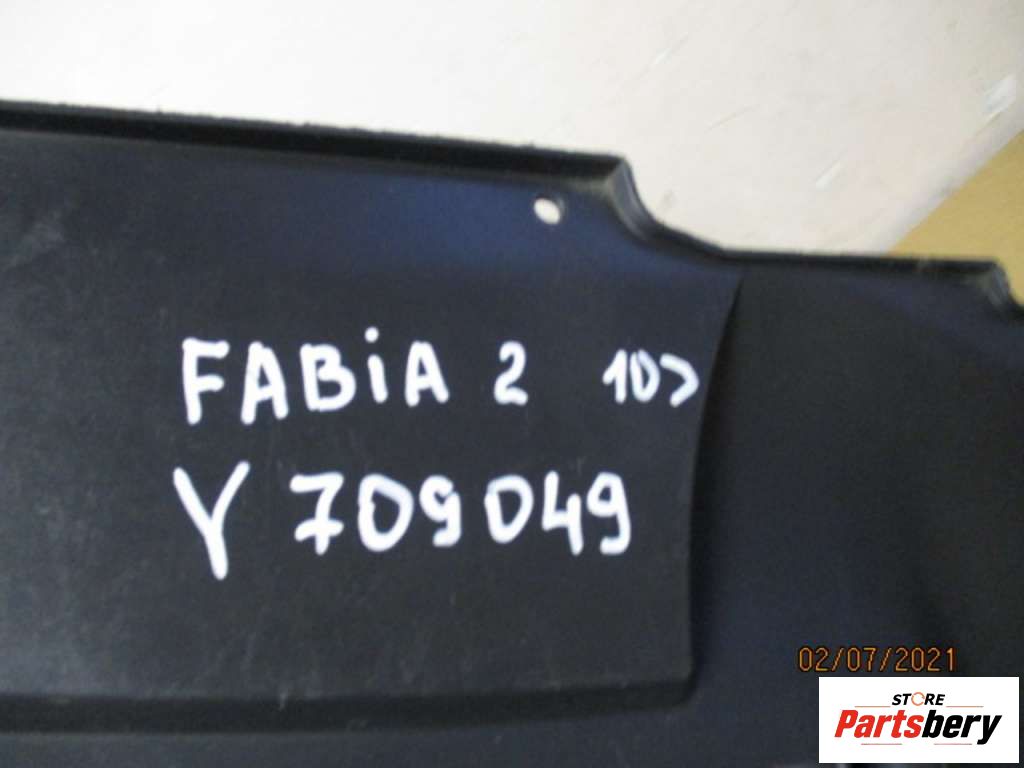 FABiA 2 10>
Y 709049
02/07/2021
STORE
Partsbery